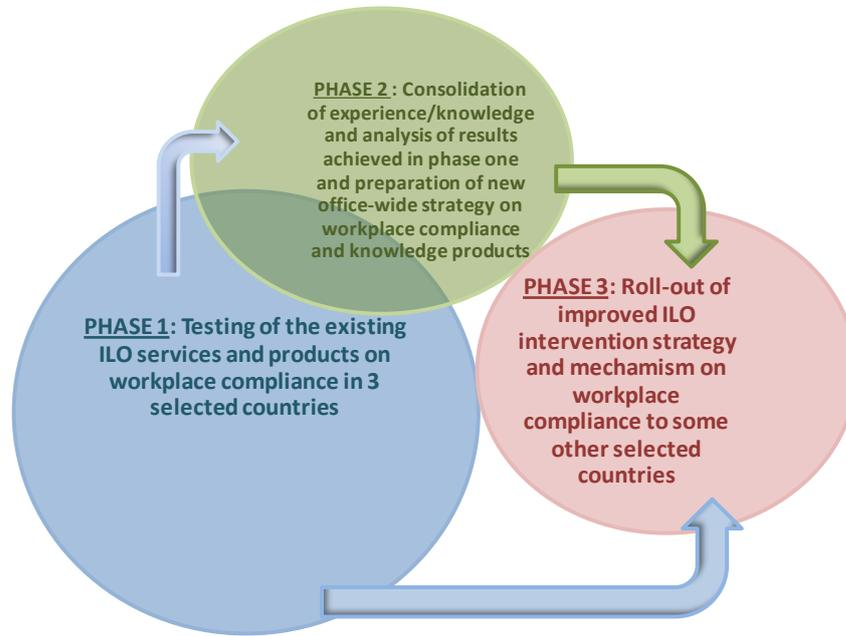 PHASE 2 : Consolidation
of experience/knowledge
and analysis of results
achieved in phase one
and preparation of new
office-wide strategy on
workplace compliance
and knowledge products
PHASE 1: Testing of the existing
ILO services and products on
workplace compliance in 3
selected countries
PHASE 3: Roll-out of
improved ILO
intervention strategy
and mechamism on
workplace
compliance to some
other selected
countries